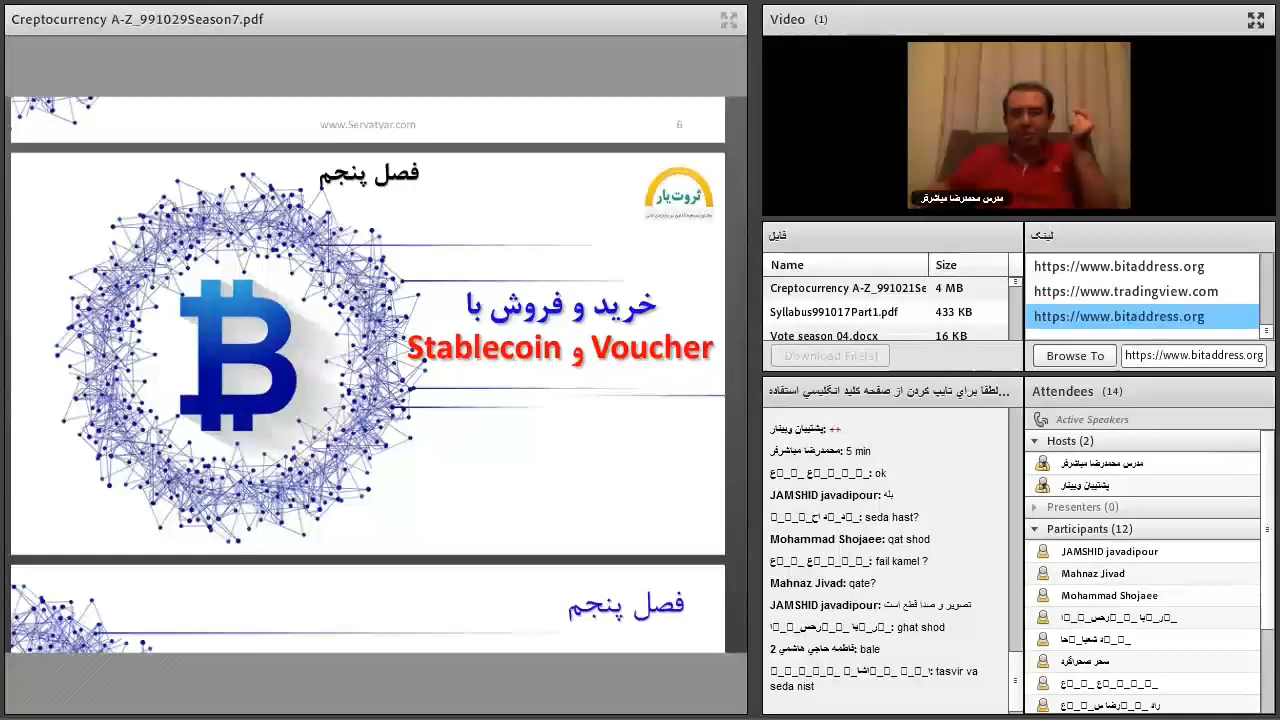 Creptocurrency A-Z_991029Season7.pdf
www.Servatyar.com
6
فصل پنجم
ثروت‌یار
خرید و فروش با
Voucher و Stablecoin
فصل پنجم
Video (1)
مدرس محمدرضا مباشرفر
فایل
Name
Size
Creptocurrency A-Z_991021Se
4 MB
Syllabus991017Part1.pdf
433 KB
Vote season 04.docx
16 KB
Download File(s)
لینک
https://www.bitaddress.org
https://www.tradingview.com
https://www.bitaddress.org
Browse To
https://www.bitaddress.org
لطفا براي تايپ کردن از صفحه کليد انگليسي استفاده...
پشتیبان وبینار: ++
محمدرضا مباشرفر: 5 min
ok
JAMSHID javadipour: بله
seda hast?
Mohammad Shojaee: qat shod
fail kamel ?
Mahnaz Jivad: qate?
JAMSHID javadipour: تصویر و صدا قطع است
ghat shod
فاطمه حاجي هاشمي 2: bale
tasvir va
seda nist
Attendees (14)
Active Speakers
Hosts (2)
مدرس محمدرضا مباشرفر
پشتیبان وبینار
Presenters (0)
Participants (12)
JAMSHID javadipour
Mahnaz Jivad
Mohammad Shojaee
سحر صحراگرد